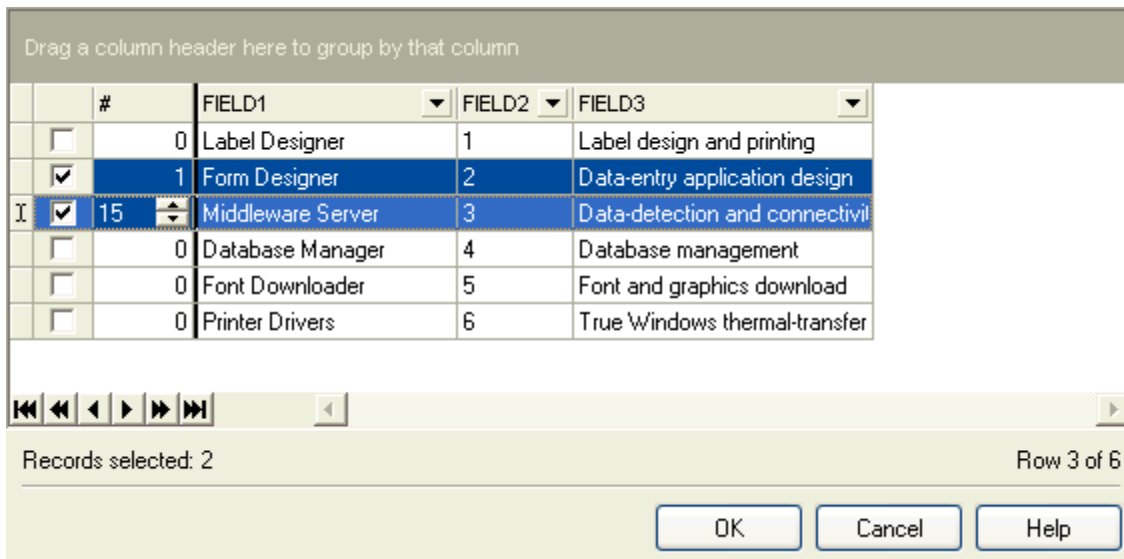 Drag a column header here to group by that column
# FIELD1 FIELD2 FIELD3
0 Label Designer 1 Label design and printing
1 Form Designer 2 Data-entry application design
15 Middleware Server 3 Data-detection and connectivil
0 Database Manager 4 Database management
0 Font Downloader 5 Font and graphics download
0 Printer Drivers 6 True Windows thermal-transfer
Records selected: 2 Row 3 of 6
OK Cancel Help